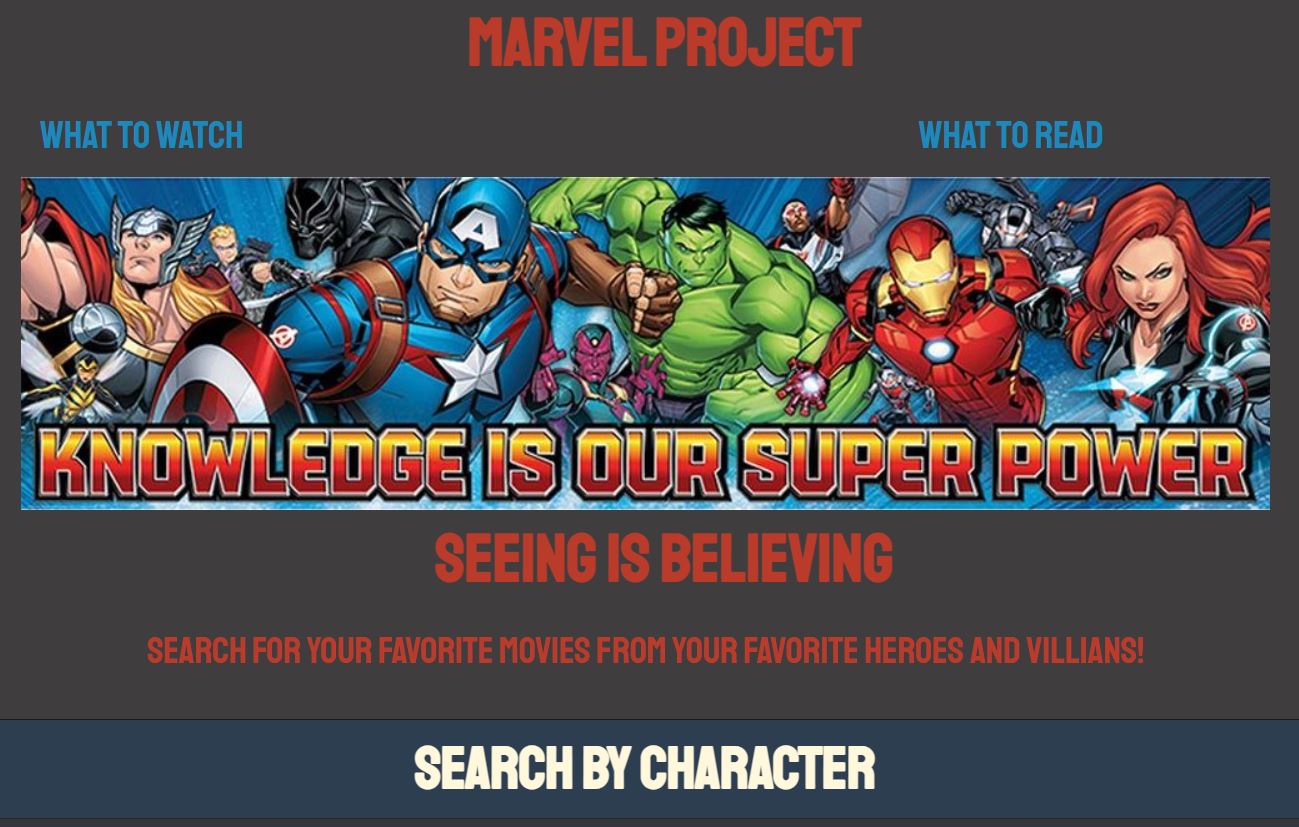 MARVEL PROJECT
WHAT TO WATCH
WHAT TO READ
A
KNOWLEDGE IS OUR SUPER POWER
SEEING IS BELIEVING
SEARCH FOR YOUR FAVORITE MOVIES FROM YOUR FAVORITE HEROES AND VILLIANS!
SEARCH BY CHARACTER